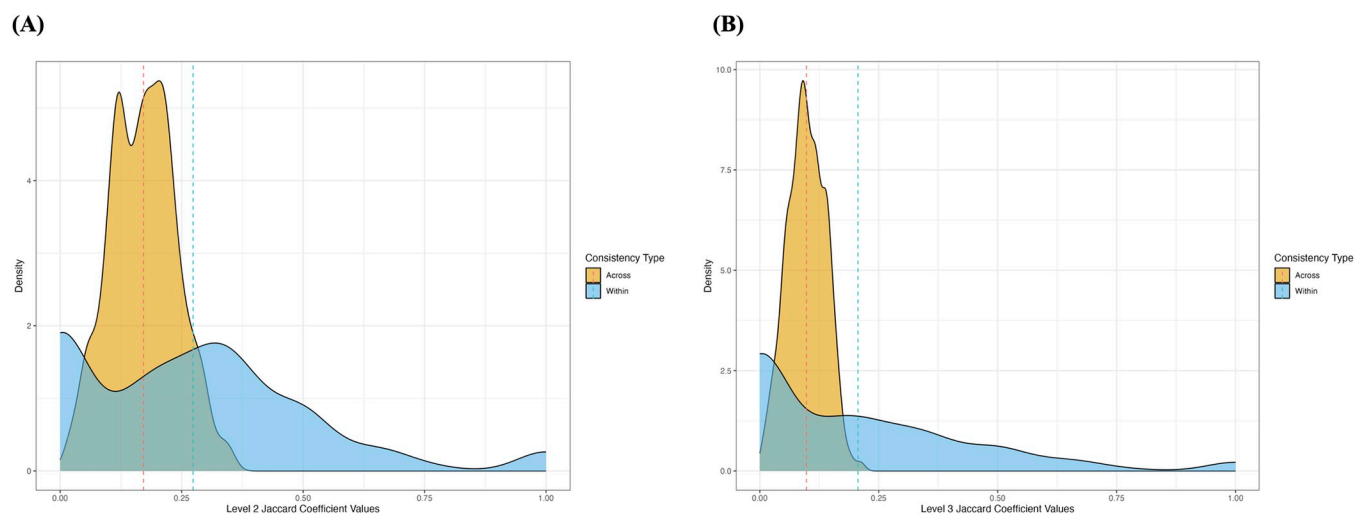 (A)
4
2
0
Density
0.00 0.25 0.50 0.75 1.00
Level 2 Jaccard Coefficient Values
Consistency Type
Across
Within
(B)
10.0
7.5
5.0
2.5
0.0
Density
0.00 0.25 0.50 0.75 1.00
Level 3 Jaccard Coefficient Values
Consistency Type
Across
Within